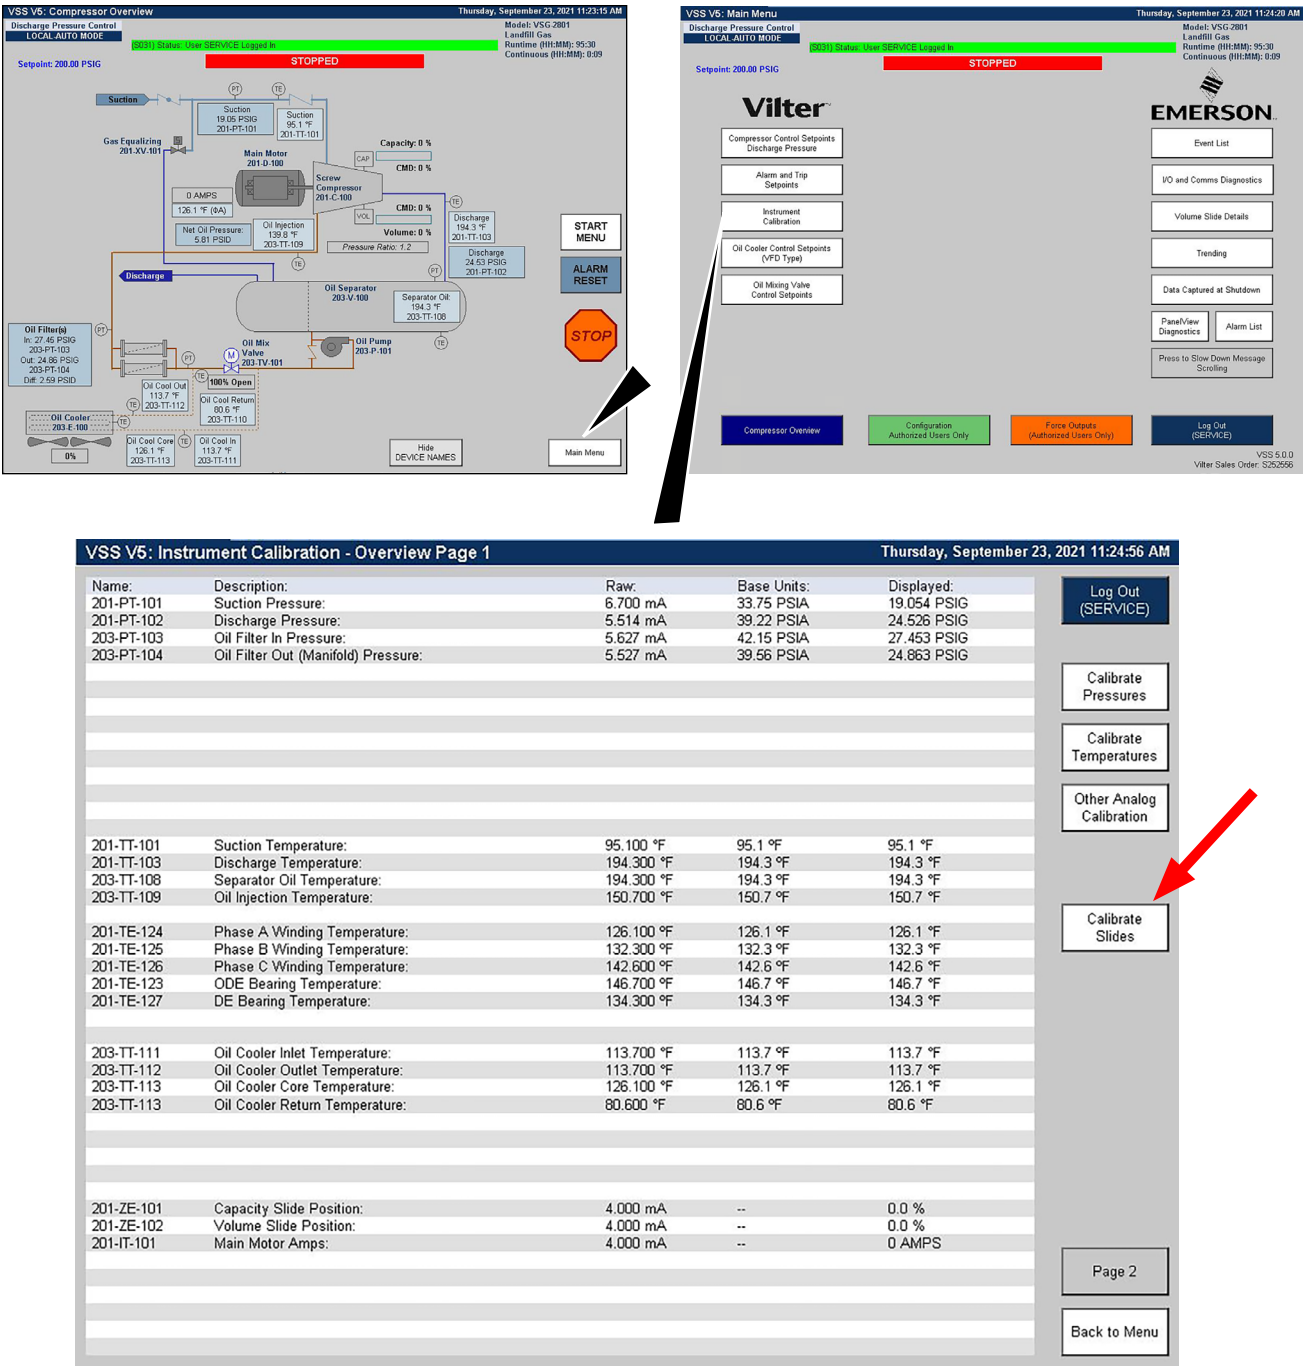 VSS V5: Compressor Overview
Thursday, September 23, 2021 11:23:15 AM
Discharge Pressure Control
LOCAL-AUTO MODE
Model: VSG-2801
Landfill Gas
Runtime (HH:MM): 95:30
Continuous (HH:MM): 0:09
(S031) Status: User SERVICE Logged In
STOPPED
Setpoint: 200.00 PSIG
Suction
PT
TE
Suction
19.05 PSIG
201-PT-101
Suction
95.1 °F
201-TT-101
Gas Equalizing
201-XV-101
Main Motor
201-D-100
CAP
Capacity: 0 %
CMD: 0 %
Screw
Compressor
201-C-100
0 AMPS
126.1 °F (ΦA)
VOL
CMD: 0 %
Volume: 0 %
TE
Discharge
194.3 °F
201-TT-103
Net Oil Pressure:
5.81 PSID
Oil Injection
139.8 °F
203-TT-109
Pressure Ratio: 1.2
Discharge
24.53 PSIG
201-PT-102
START
MENU
ALARM
RESET
STOP
TE
PT
Discharge
Oil Separator
203-V-100
Separator Oil:
194.3 °F
203-TT-108
TE
Oil Filter(s)
In: 27.46 PSIG
203-PT-103
Out: 24.86 PSIG
203-PT-104
Diff: 2.59 PSID
PT
PT
M
Oil Mix
Valve
203-TV-101
Oil Pump
203-P-101
TE
100% Open
Oil Cool Out
113.7 °F
203-TT-112
Oil Cool Return
80.6 °F
203-TT-110
TE
TE
Oil Cooler
203-E-100
0%
Oil Cool Core
126.1 °F
203-TT-113
TE
Oil Cool In
113.7 °F
203-TT-111
Hide
DEVICE NAMES
Main Menu
VSS V5: Main Menu
Thursday, September 23, 2021 11:24:20 AM
Discharge Pressure Control
LOCAL-AUTO MODE
Model: VSG-2801
Landfill Gas
Runtime (HH:MM): 95:30
Continuous (HH:MM): 0:09
(S031) Status: User SERVICE Logged In
STOPPED
Setpoint: 200.00 PSIG
Vilter™
EMERSON™
Compressor Control Setpoints
Discharge Pressure
Alarm and Trip
Setpoints
Instrument
Calibration
Oil Cooler Control Setpoints
(VFD Type)
Oil Mixing Valve
Control Setpoints
Event List
I/O and Comms Diagnostics
Volume Slide Details
Trending
Data Captured at Shutdown
PanelView
Diagnostics
Alarm List
Press to Slow Down Message
Scrolling
Compressor Overview
Configuration
Authorized Users Only
Force Outputs
(Authorized Users Only)
Log Out
(SERVICE)
VSS 5.0.0
Vilter Sales Order: S252556
VSS V5: Instrument Calibration - Overview Page 1
Thursday, September 23, 2021 11:24:56 AM
Name: Description: Raw: Base Units: Displayed:
201-PT-101 Suction Pressure: 6.700 mA 33.75 PSIA 19.054 PSIG
201-PT-102 Discharge Pressure: 5.514 mA 39.22 PSIA 24.526 PSIG
203-PT-103 Oil Filter In Pressure: 5.627 mA 42.15 PSIA 27.453 PSIG
203-PT-104 Oil Filter Out (Manifold) Pressure: 5.527 mA 39.56 PSIA 24.863 PSIG
201-TT-101 Suction Temperature: 95.100 °F 95.1 °F 95.1 °F
201-TT-103 Discharge Temperature: 194.300 °F 194.3 °F 194.3 °F
203-TT-108 Separator Oil Temperature: 194.300 °F 194.3 °F 194.3 °F
203-TT-109 Oil Injection Temperature: 150.700 °F 150.7 °F 150.7 °F
201-TE-124 Phase A Winding Temperature: 126.100 °F 126.1 °F 126.1 °F
201-TE-125 Phase B Winding Temperature: 132.300 °F 132.3 °F 132.3 °F
201-TE-126 Phase C Winding Temperature: 142.600 °F 142.6 °F 142.6 °F
201-TE-123 ODE Bearing Temperature: 146.700 °F 146.7 °F 146.7 °F
201-TE-127 DE Bearing Temperature: 134.300 °F 134.3 °F 134.3 °F
203-TT-111 Oil Cooler Inlet Temperature: 113.700 °F 113.7 °F 113.7 °F
203-TT-112 Oil Cooler Outlet Temperature: 113.700 °F 113.7 °F 113.7 °F
203-TT-113 Oil Cooler Core Temperature: 126.100 °F 126.1 °F 126.1 °F
203-TT-113 Oil Cooler Return Temperature: 80.600 °F 80.6 °F 80.6 °F
201-ZE-101 Capacity Slide Position: 4.000 mA -- 0.0 %
201-ZE-102 Volume Slide Position: 4.000 mA -- 0.0 %
201-IT-101 Main Motor Amps: 4.000 mA -- 0 AMPS
Log Out
(SERVICE)
Calibrate
Pressures
Calibrate
Temperatures
Other Analog
Calibration
Calibrate
Slides
Page 2
Back to Menu